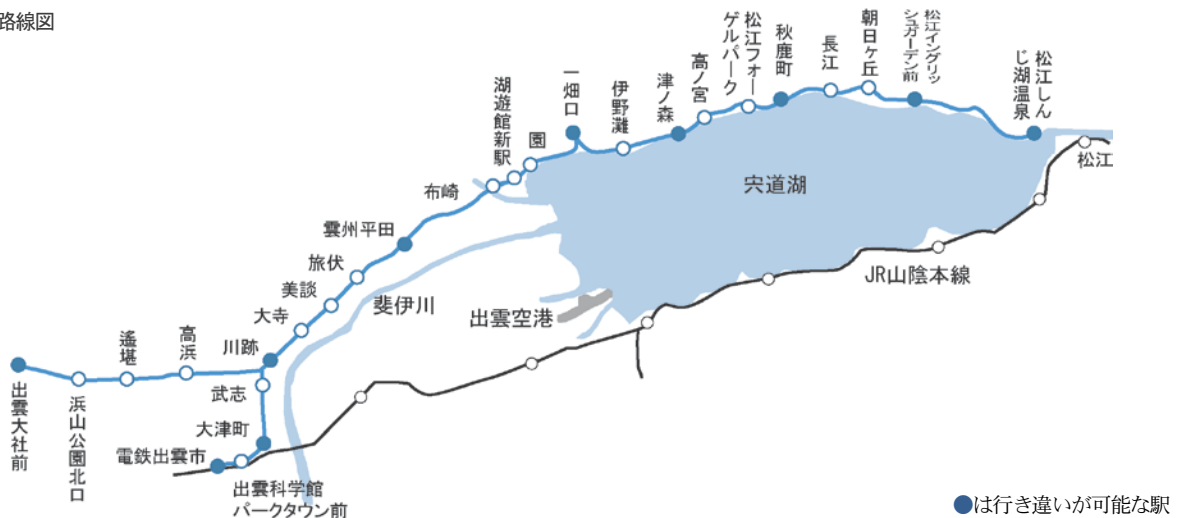 路線図
松江しん
じ湖温泉
松江イングリッ
シュガーデン前
朝日ヶ丘
長江
秋鹿町
松江フォー
ゲルパーク
高ノ宮
津ノ森
伊野灘
一畑口
園
湖遊館新駅
布崎
雲州平田
旅伏
美談
大寺
川跡
武志
大津町
電鉄出雲市
出雲科学館
パークタウン前
高浜
遙堪
浜山公園北口
出雲大社前
宍道湖
松江
JR山陰本線
斐伊川
出雲空港
●は行き違いが可能な駅